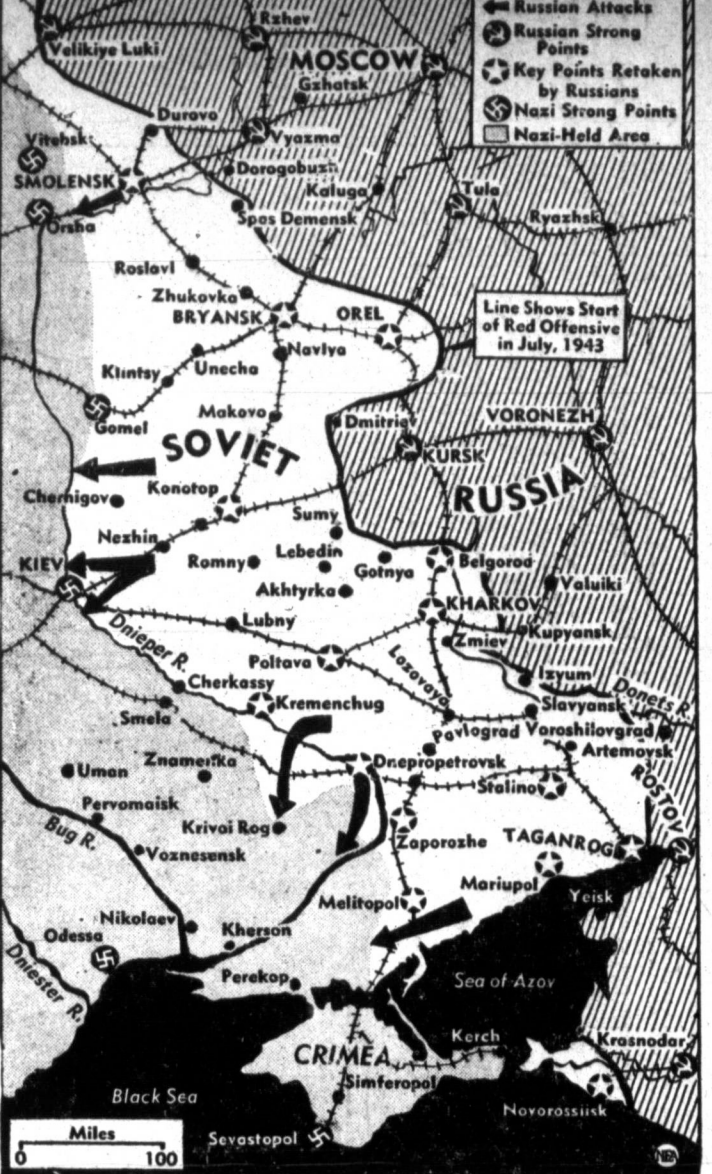 Russian Attacks
Russian Strong
Points
Key Points Retaken
by Russians
Nazi Strong Points
Nazi-Held Area
Rzhev
Velikiye Luki
MOSCOW
Gzhatsk
Durovo
Vyazma
Vitebsk
Dorogobuzh
SMOLENSK
Kaluga
Tula
Spas Demensk
Ryazhsk
Orsha
Roslavl
Zhukovka
BRYANSK
OREL
Line Shows Start
of Red Offensive
in July, 1943
Navlya
Unecha
Klintsy
Makovo
Dmitriev
VORONEZH
Gomel
SOVIET
KURSK
RUSSIA
Konotop
Chernigov
Sumy
Nezhin
Lebedin
KIEV
Romny
Gotnya
Belgorod
Akhtyrka
Valuiki
KHARKOV
Lubny
Kupyansk
Zmiev
Dnieper R.
Poltava
Lozovaya
Izyum
Cherkassy
Donets R.
Kremenchug
Slavyansk
Smela
Pavlograd
Voroshilovgrad
Artemovsk
Znamenka
Dnepropetrovsk
Uman
Stalino
ROSTOV
Pervomaisk
Krivoi Rog
Zaporozhe
TAGANROG
Bug R.
Voznesensk
Mariupol
Melitopol
Yeisk
Nikolaev
Kherson
Odessa
Perekop
Sea of Azov
Dniester R.
Kerch
Krasnodar
CRIMEA
Simferopol
Black Sea
Novorossiisk
Miles
0 100
Sevastopol
NEA